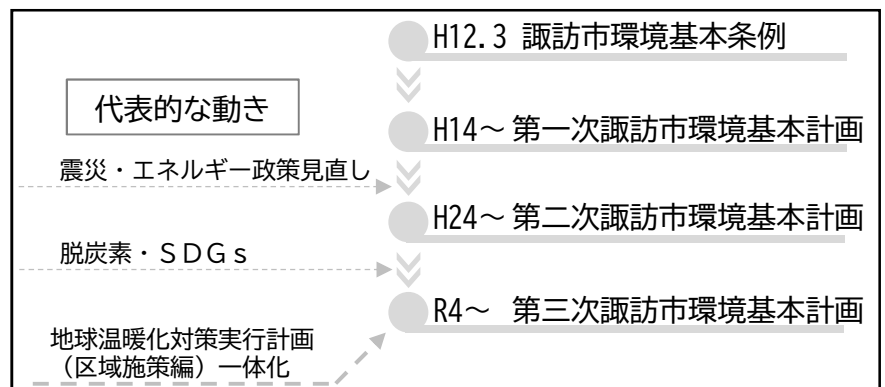 H12.3 諏訪市環境基本条例
代表的な動き
H14～ 第一次諏訪市環境基本計画
震災・エネルギー政策見直し
H24～ 第二次諏訪市環境基本計画
脱炭素・ＳＤＧｓ
R4～ 第三次諏訪市環境基本計画
地球温暖化対策実行計画
（区域施策編）一体化